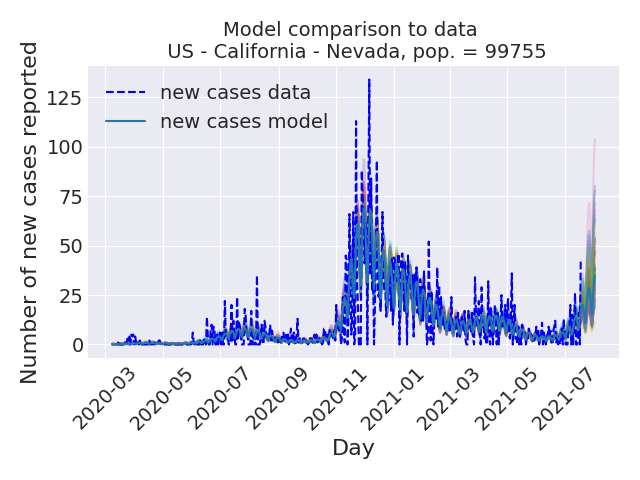 Model comparison to data
US - California - Nevada, pop. = 99755
new cases data
new cases model
Number of new cases reported
125
100
75
50
25
0
2020-03
2020-05
2020-07
2020-09
2020-11
2021-01
2021-03
2021-05
2021-07
Day